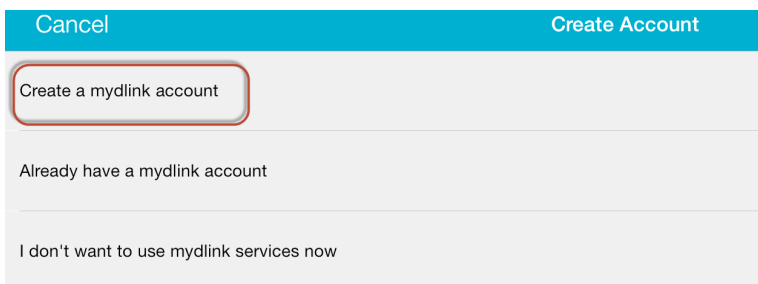 Cancel Create Account
Create a mydlink account
Already have a mydlink account
I don't want to use mydlink services now